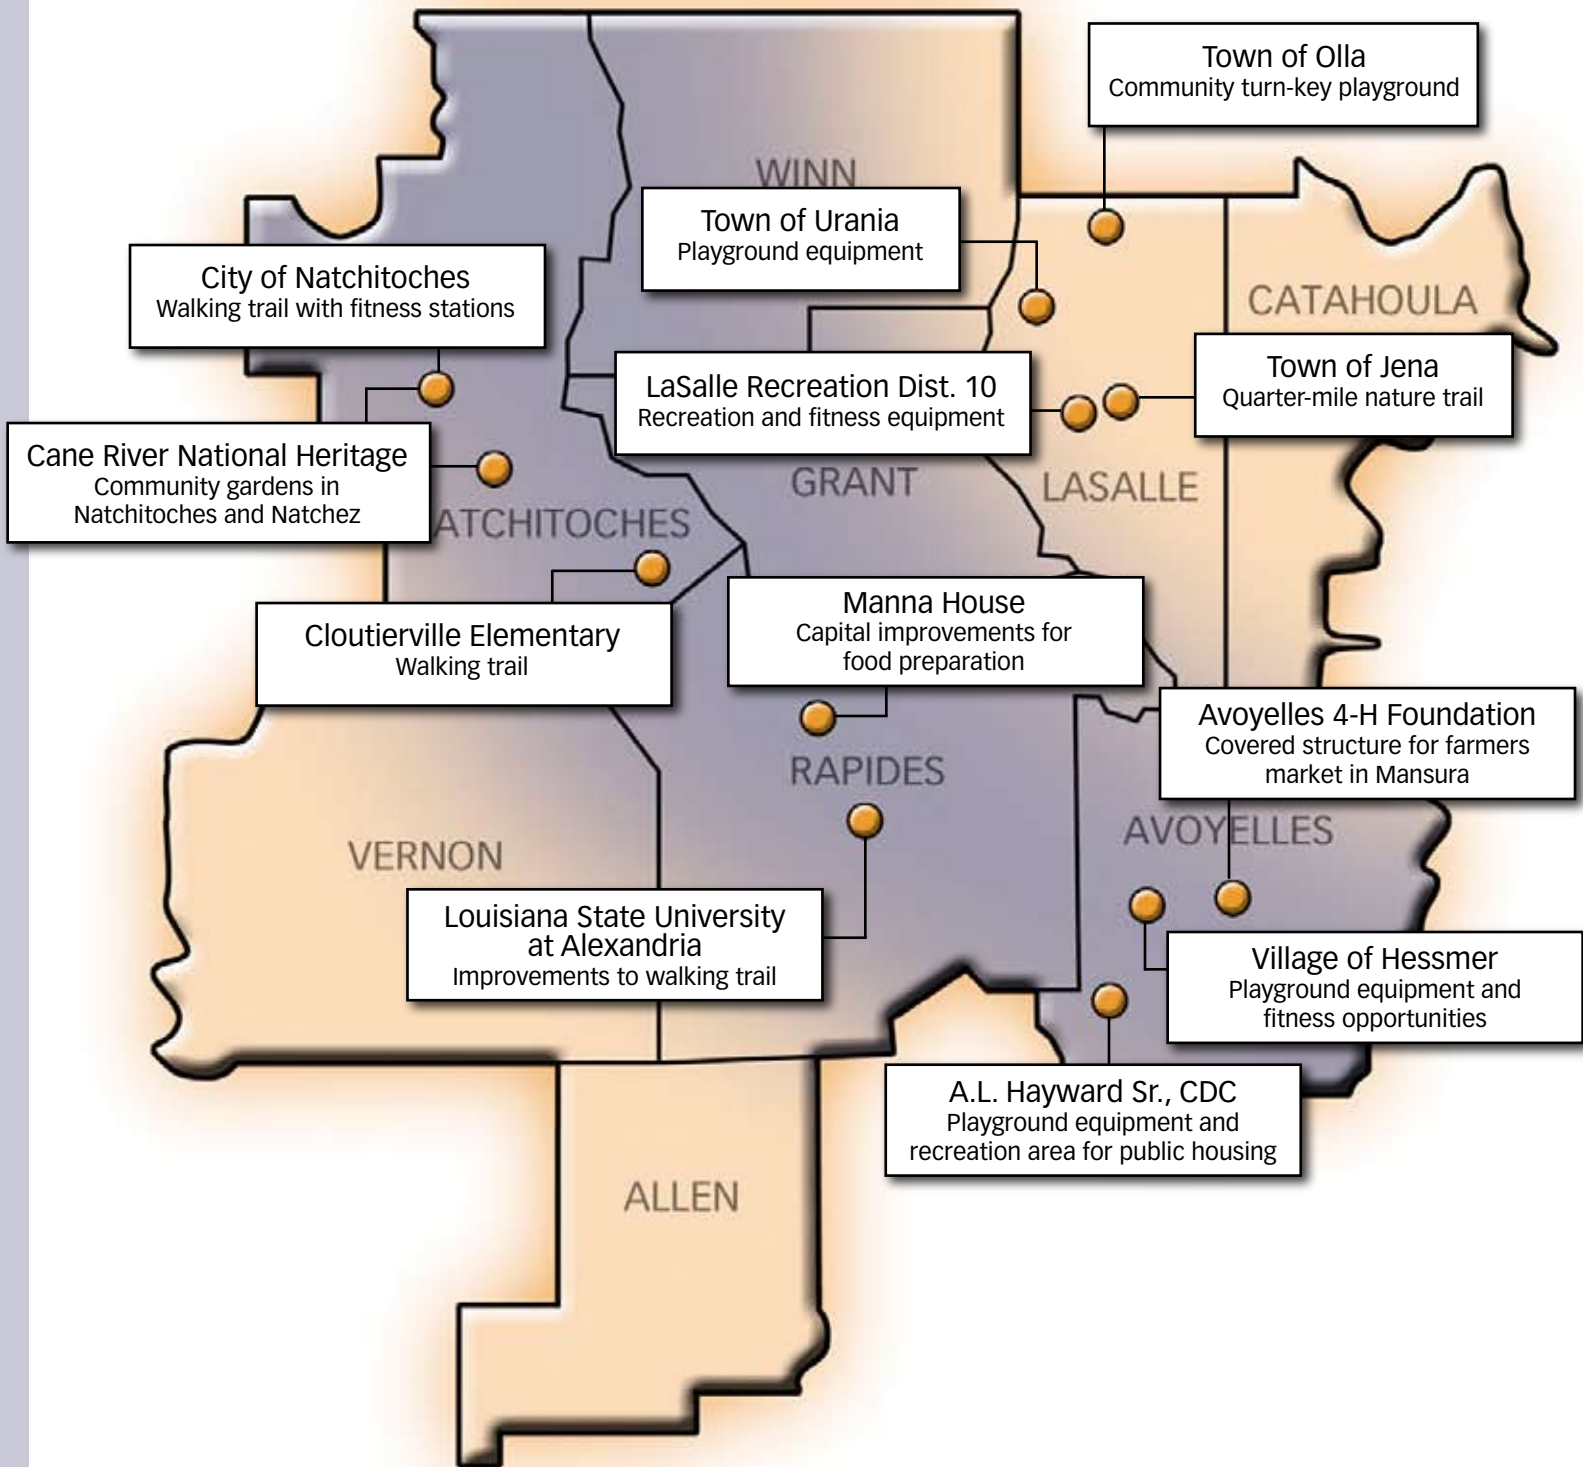 Town of Olla
Community turn-key playground
WINN
Town of Urania
Playground equipment
City of Natchitoches
Walking trail with fitness stations
CATAHOULA
Town of Jena
Quarter-mile nature trail
LaSalle Recreation Dist. 10
Recreation and fitness equipment
Cane River National Heritage
Community gardens in
Natchitoches and Natchez
GRANT
LASALLE
ATCHITOCHES
Manna House
Capital improvements for
food preparation
Cloutierville Elementary
Walking trail
Avoyelles 4-H Foundation
Covered structure for farmers
market in Mansura
RAPIDES
AVOYELLES
VERNON
Louisiana State University
at Alexandria
Improvements to walking trail
Village of Hessmer
Playground equipment and
fitness opportunities
A.L. Hayward Sr., CDC
Playground equipment and
recreation area for public housing
ALLEN